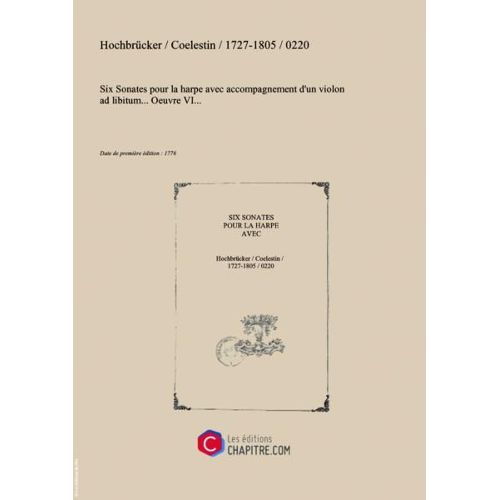 Hochbrücker / Coelestin / 1727-1805 / 0220
Six Sonates pour la harpe avec accompagnement d'un violon
ad libitum... Oeuvre VI...
Date de première édition : 1776
SIX SONATES
POUR LA HARPE
AVEC
Hochbrücker / Coelestin /
1727-1805 / 0220
Les éditions
CHAPITRE.COM